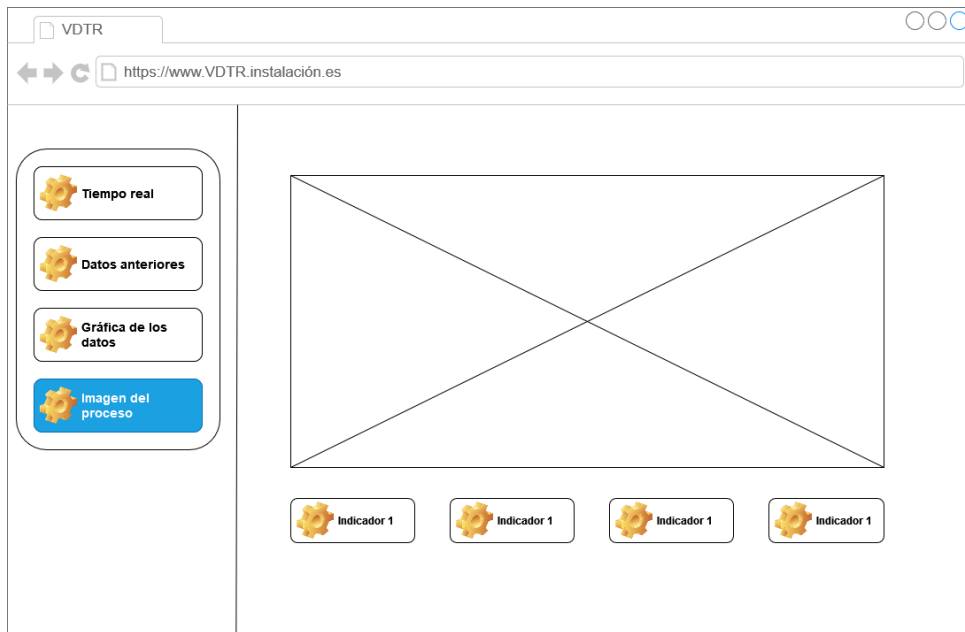 VDTR
https://www.VDTR.instalación.es
Tiempo real
Datos anteriores
Gráfica de los
datos
Imagen del
proceso
Indicador 1
Indicador 1
Indicador 1
Indicador 1